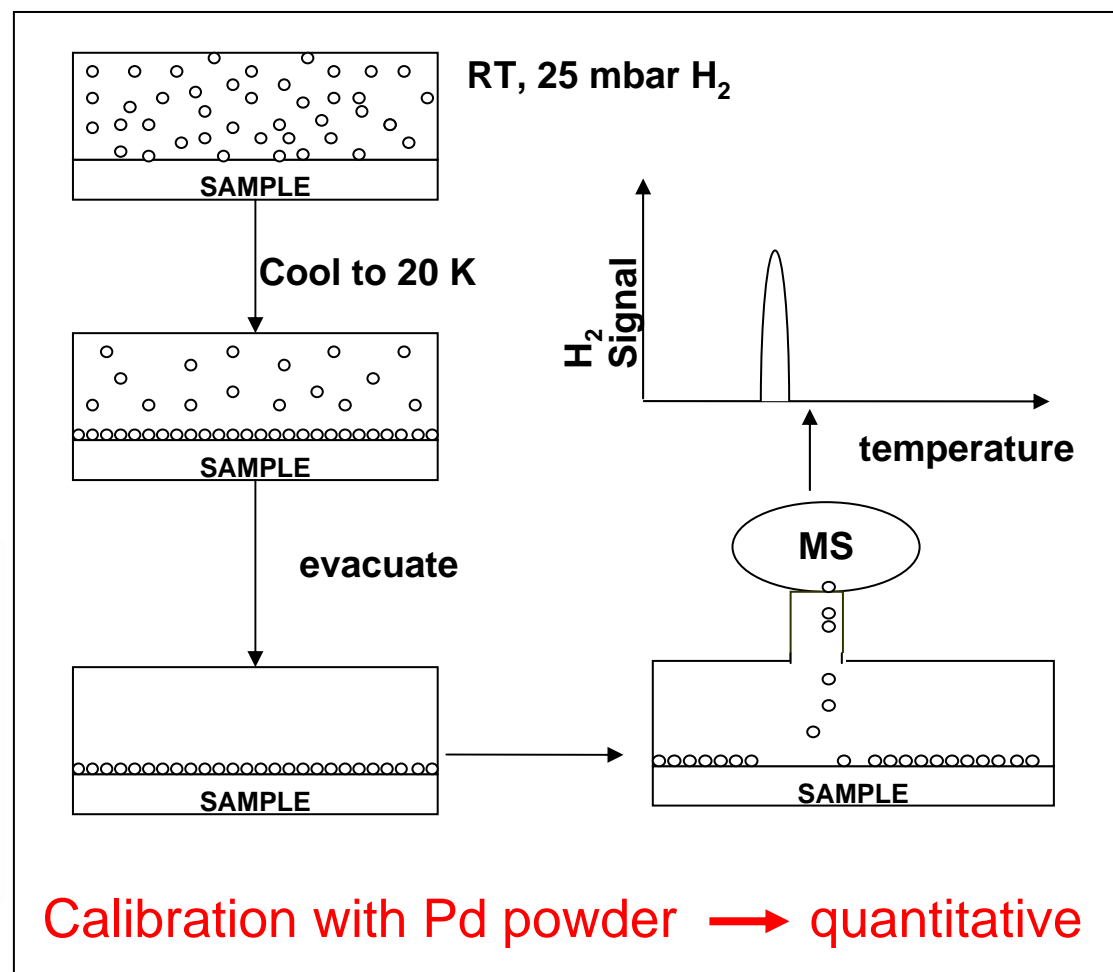 RT, 25 mbar H₂
SAMPLE
Cool to 20 K
SAMPLE
evacuate
SAMPLE
H₂
Signal
temperature
MS
SAMPLE
Calibration with Pd powder → quantitative